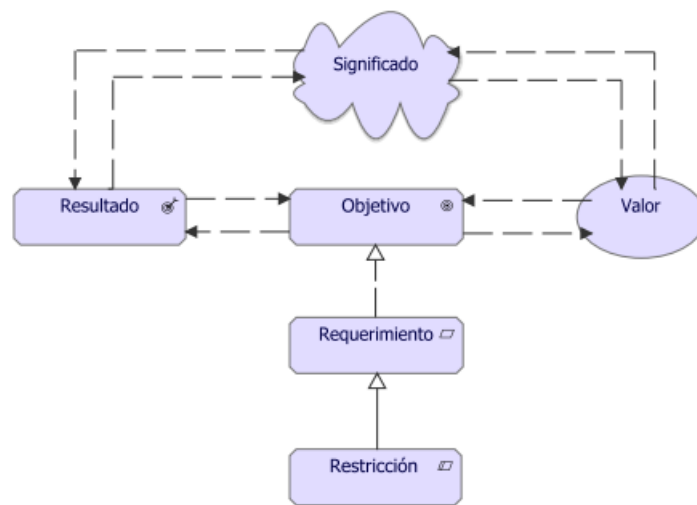 Significado
Resultado
Objetivo
Valor
Requerimiento
Restricción